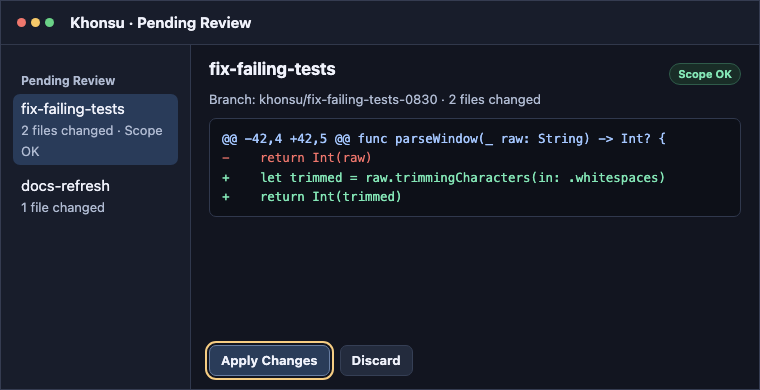 Khonsu · Pending Review
Pending Review
fix-failing-tests
2 files changed · Scope
OK
docs-refresh
1 file changed
fix-failing-tests
Scope OK
Branch: khonsu/fix-failing-tests-0830 · 2 files changed
@@ -42,4 +42,5 @@ func parseWindow(_ raw: String) -> Int? {
-    return Int(raw)
+    let trimmed = raw.trimmingCharacters(in: .whitespaces)
+    return Int(trimmed)
Apply Changes
Discard